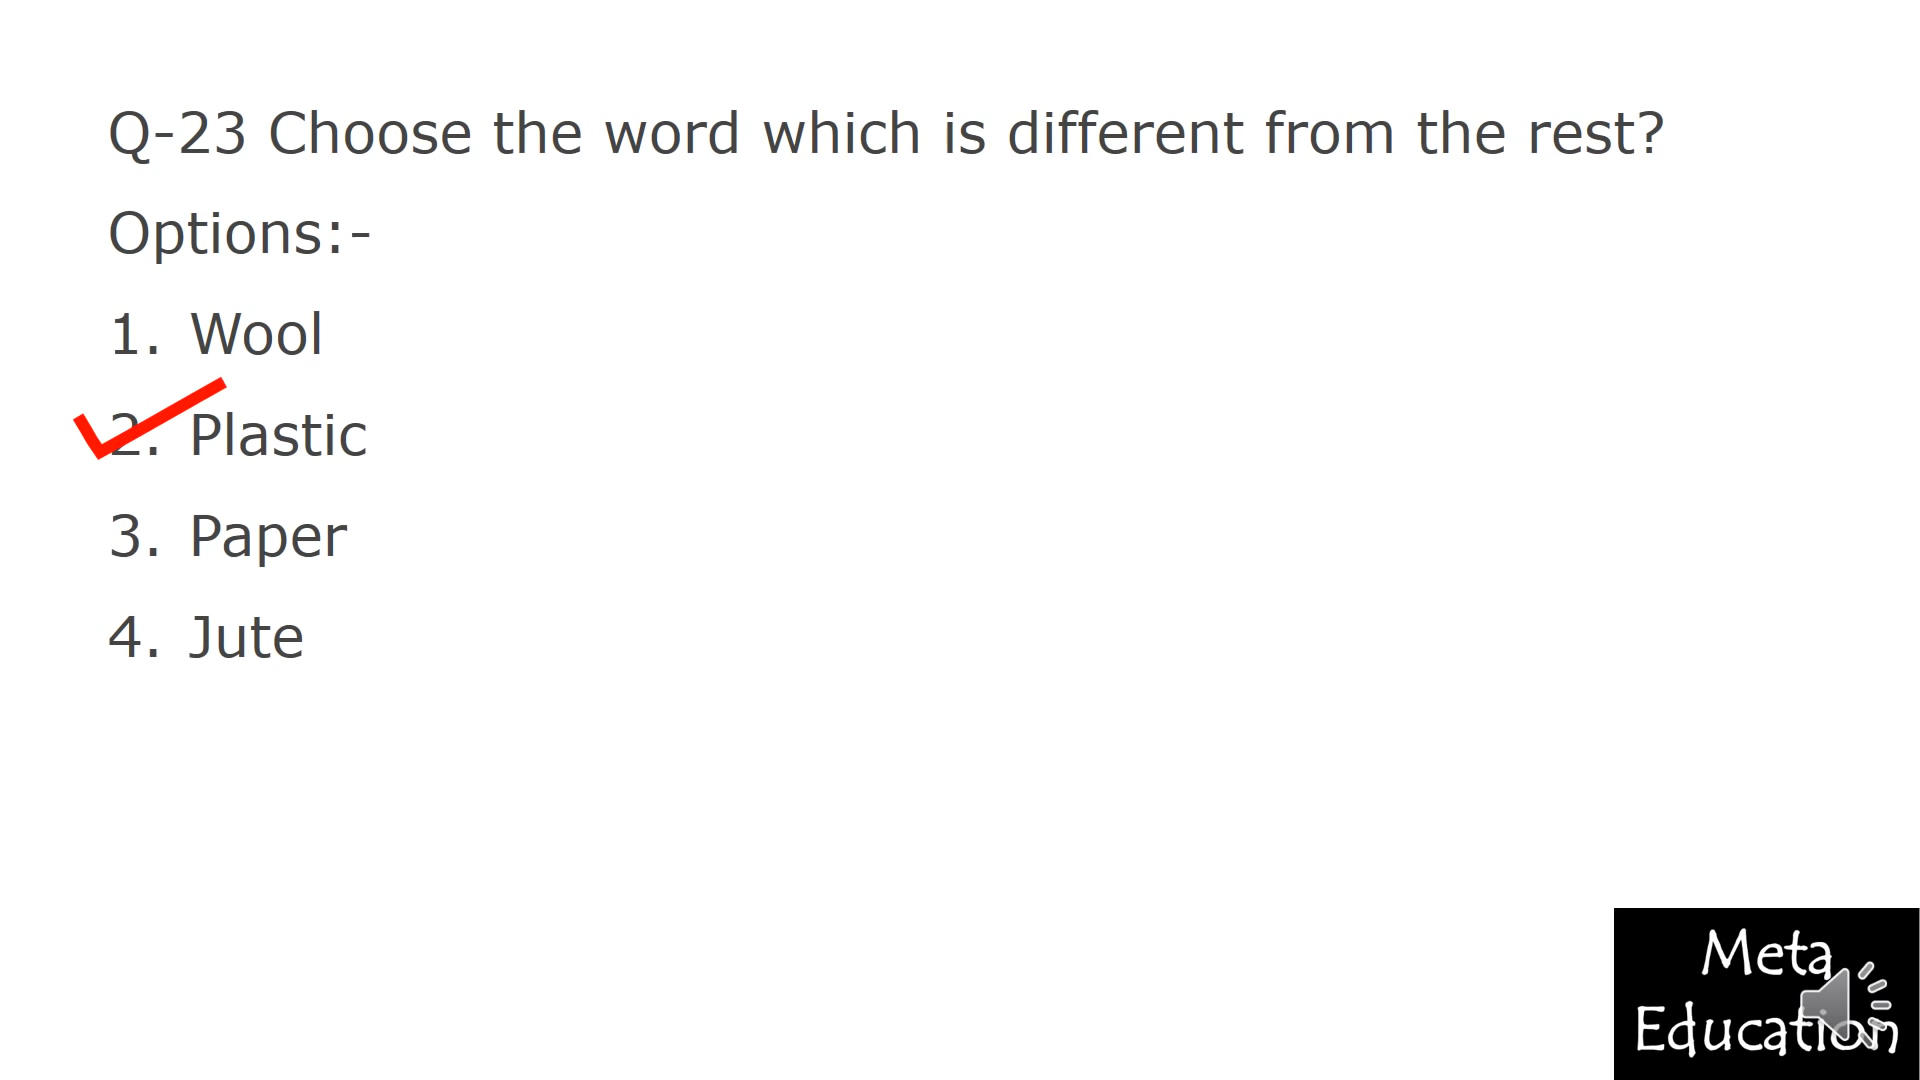 Q-23 Choose the word which is different from the rest?
Options:-
1. Wool
2. Plastic
3. Paper
4. Jute
Meta
Education